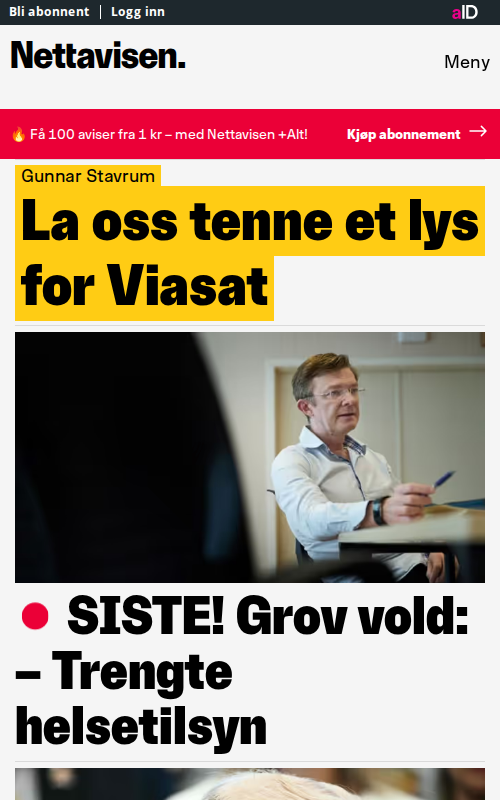 Bli abonnent | Logg inn
aID
Nettavisen.
Meny
🔥 Få 100 aviser fra 1 kr – med Nettavisen +Alt!
Kjøp abonnement →
Gunnar Stavrum
La oss tenne et lys
for Viasat
SISTE! Grov vold:
– Trengte
helsetilsyn